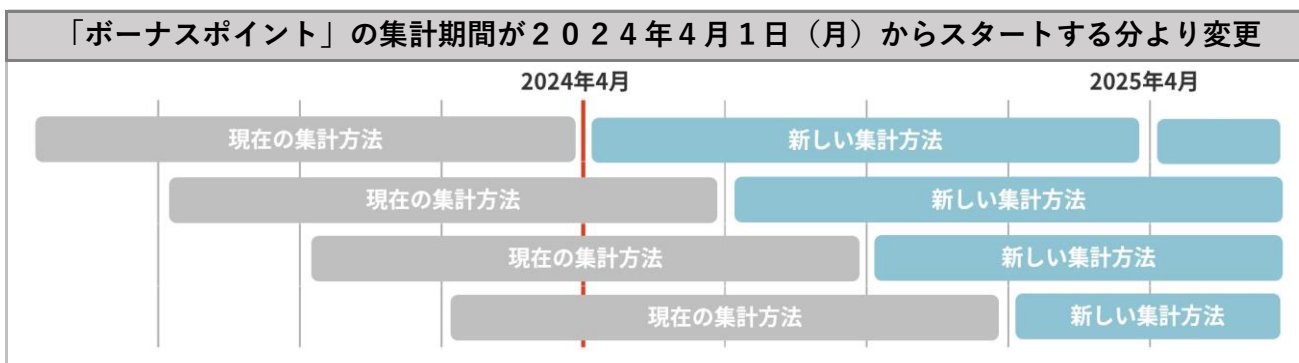 「ボーナスポイント」の集計期間が２０２４年４月１日（月）からスタートする分より変更
2024年4月 2025年4月
現在の集計方法 新しい集計方法
現在の集計方法 新しい集計方法
現在の集計方法 新しい集計方法
現在の集計方法 新しい集計方法